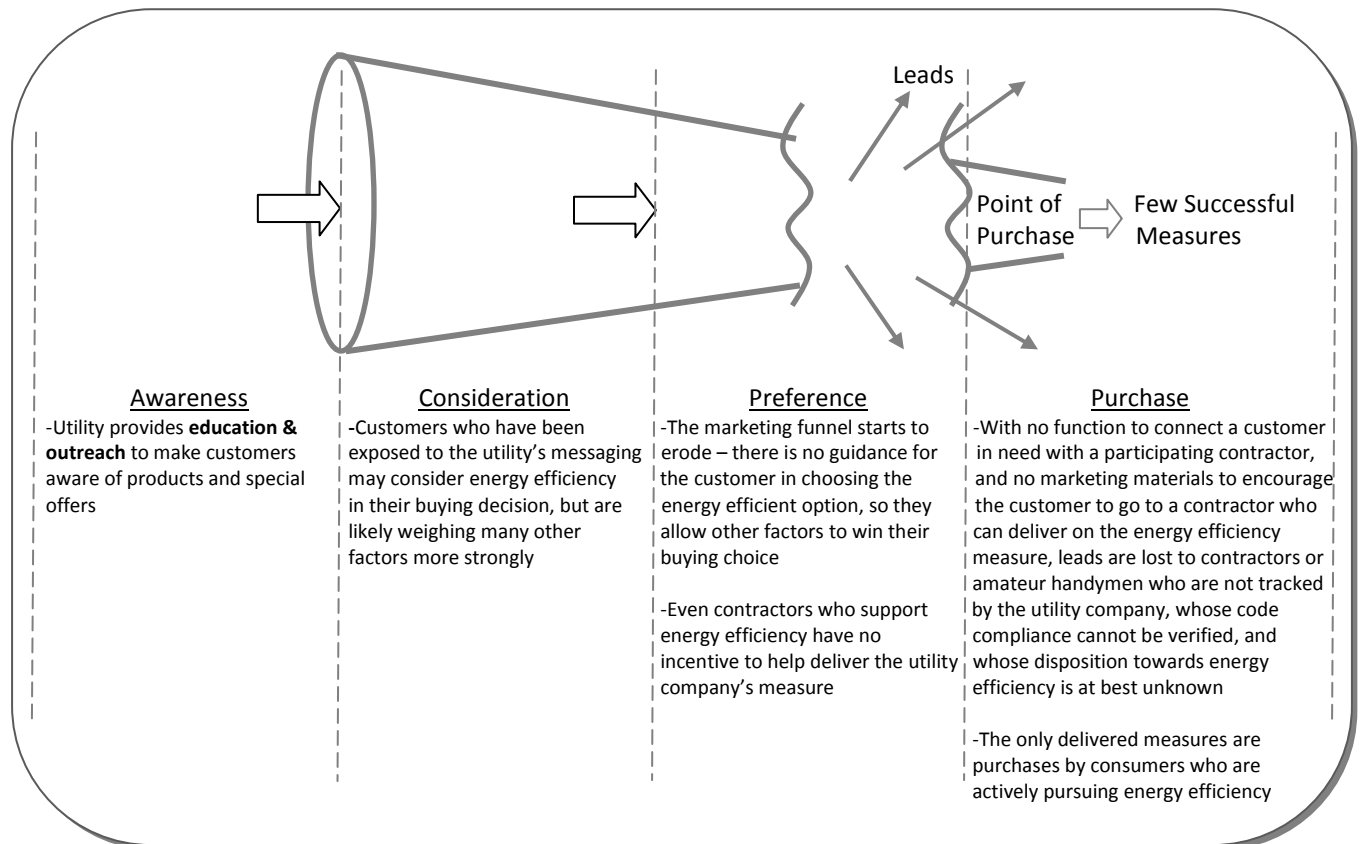 Leads
Point of
Purchase
Few Successful
Measures
Awareness
-Utility provides education &
outreach to make customers
aware of products and special
offers
Consideration
-Customers who have been
exposed to the utility’s messaging
may consider energy efficiency
in their buying decision, but are
likely weighing many other
factors more strongly
Preference
-The marketing funnel starts to
erode – there is no guidance for
the customer in choosing the
energy efficient option, so they
allow other factors to win their
buying choice
-Even contractors who support
energy efficiency have no
incentive to help deliver the utility
company’s measure
Purchase
-With no function to connect a customer
in need with a participating contractor,
and no marketing materials to encourage
the customer to go to a contractor who
can deliver on the energy efficiency
measure, leads are lost to contractors or
amateur handymen who are not tracked
by the utility company, whose code
compliance cannot be verified, and
whose disposition towards energy
efficiency is at best unknown
-The only delivered measures are
purchases by consumers who are
actively pursuing energy efficiency